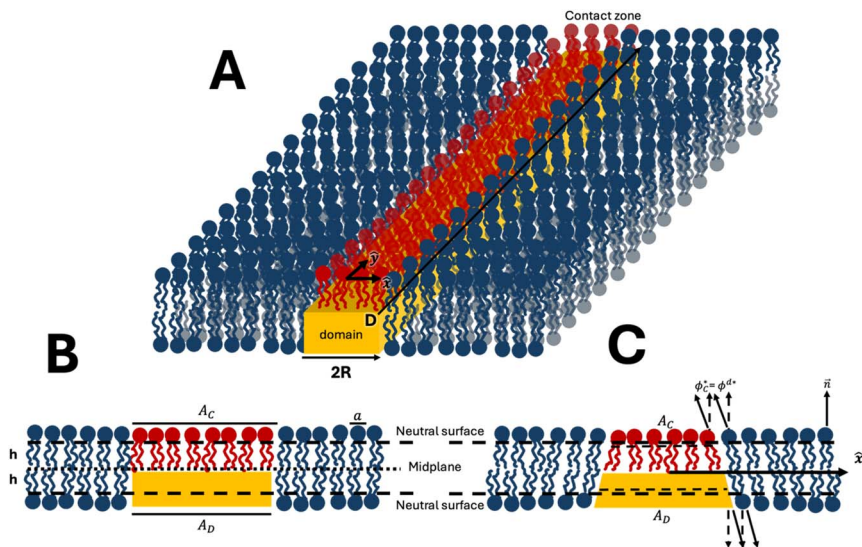 Contact zone
A
ŷ
x̂
D
domain
2R
B
C
A_C
a
h
h
A_D
Neutral surface
Midplane
Neutral surface
ϕ_C^*= ϕ^{d*}
n⃗
A_C
x̂
A_D